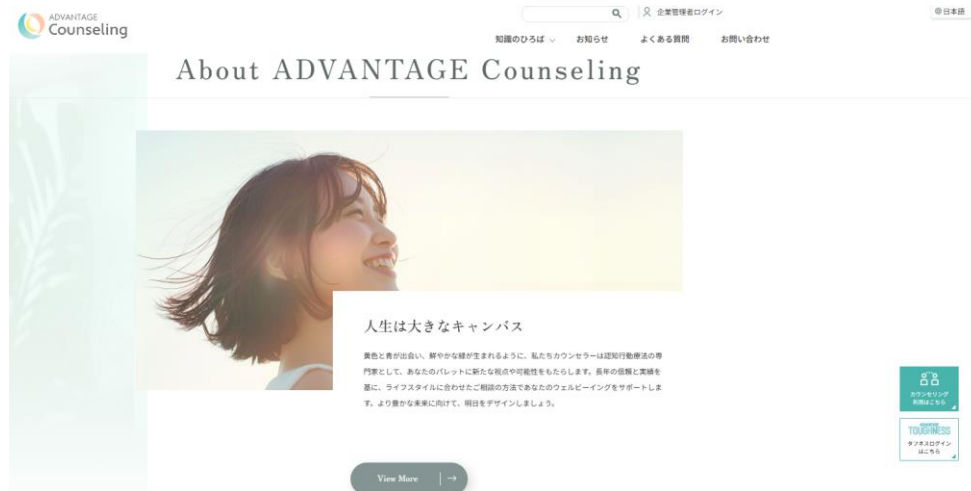 ADVANTAGE
Counseling
企業管理者ログイン
日本語
知識のひろば
お知らせ
よくある質問
お問い合わせ
About ADVANTAGE Counseling
人生は大きなキャンバス
黄色と青が出会い、鮮やかな緑が生まれるように、私たちカウンセラーは認知行動療法の専
門家として、あなたのパレットに新たな視点や可能性をもたらします。長年の信頼と実績を
基に、ライフスタイルに合わせたご相談の方法であなたのウェルビーイングをサポートしま
す。より豊かな未来に向けて、明日をデザインしましょう。
View More
カウンセリング
利用はこちら
ADVANTAGE
TOUGHNESS
タフネスログイン
はこちら